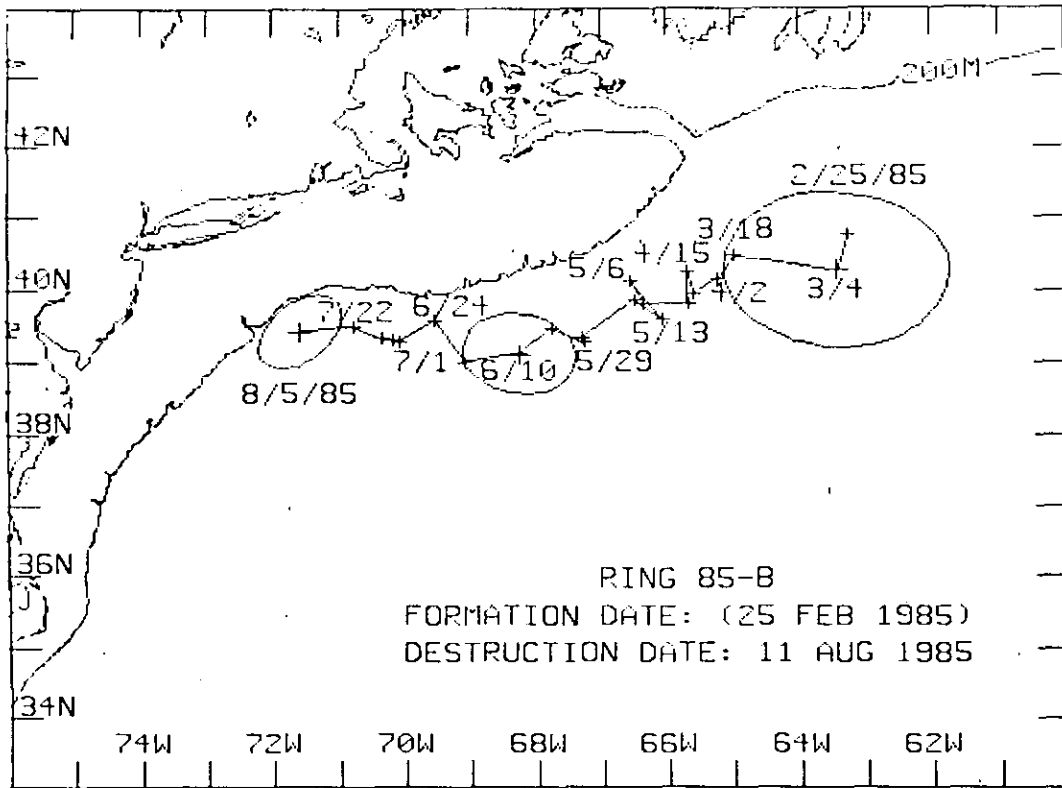 200M
42N
2/25/85
3/18
4/15
5/6
40N
4/2
3/4
6/24
7/22
5/13
7/1
5/29
6/10
8/5/85
38N
36N
RING 85-B
FORMATION DATE: (25 FEB 1985)
DESTRUCTION DATE: 11 AUG 1985
34N
74W 72W 70W 68W 66W 64W 62W